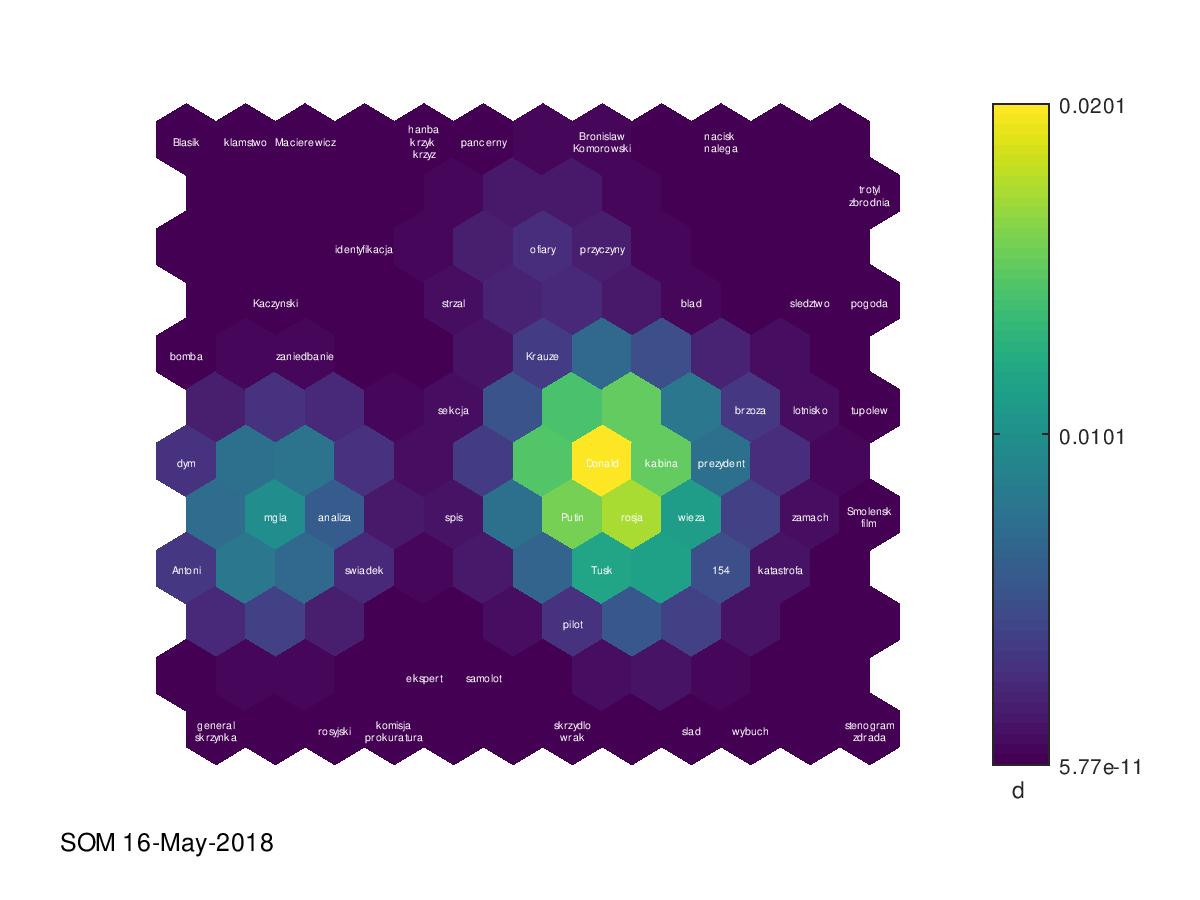 0.0201
hanba
Bronislaw
nacisk
Blasik klamstwo Macierewicz krzyk pancerny Komorowski nalega
krzyz
trotyl
zbrodnia
identyfikacja ofiary przyczyny
Kaczynski strzal blad sledztwo pogoda
bomba zaniedbanie Krauze
sekcja brzoza lotnisko tupolew
0.0101
dym Donald kabina prezydent
Smolensk
mgla analiza spis Putin rosja wieza zamach film
Antoni swiadek Tusk 154 katastrofa
pilot
ekspert samolot
general komisja skrzydlo stenogram
skrzynka rosyjski prokuratura wrak slad wybuch zdrada
5.77e-11
d
SOM 16-May-2018